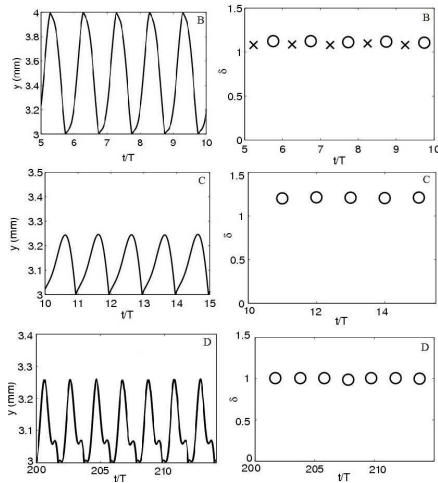 B
y (mm)
4
3.8
3.6
3.4
3.2
3
5 6 7 8 9 10
t/T
B
δ
1.5
1
0.5
0
5 6 7 8 9 10
t/T
C
y (mm)
3.5
3.4
3.3
3.2
3.1
3
10 11 12 13 14 15
t/T
C
δ
1.5
1
0.5
0
10 12 14
t/T
D
y (mm)
3.4
3.3
3.2
3.1
3
200 205 210
t/T
D
δ
1.5
1
0.5
0
200 205 210
t/T